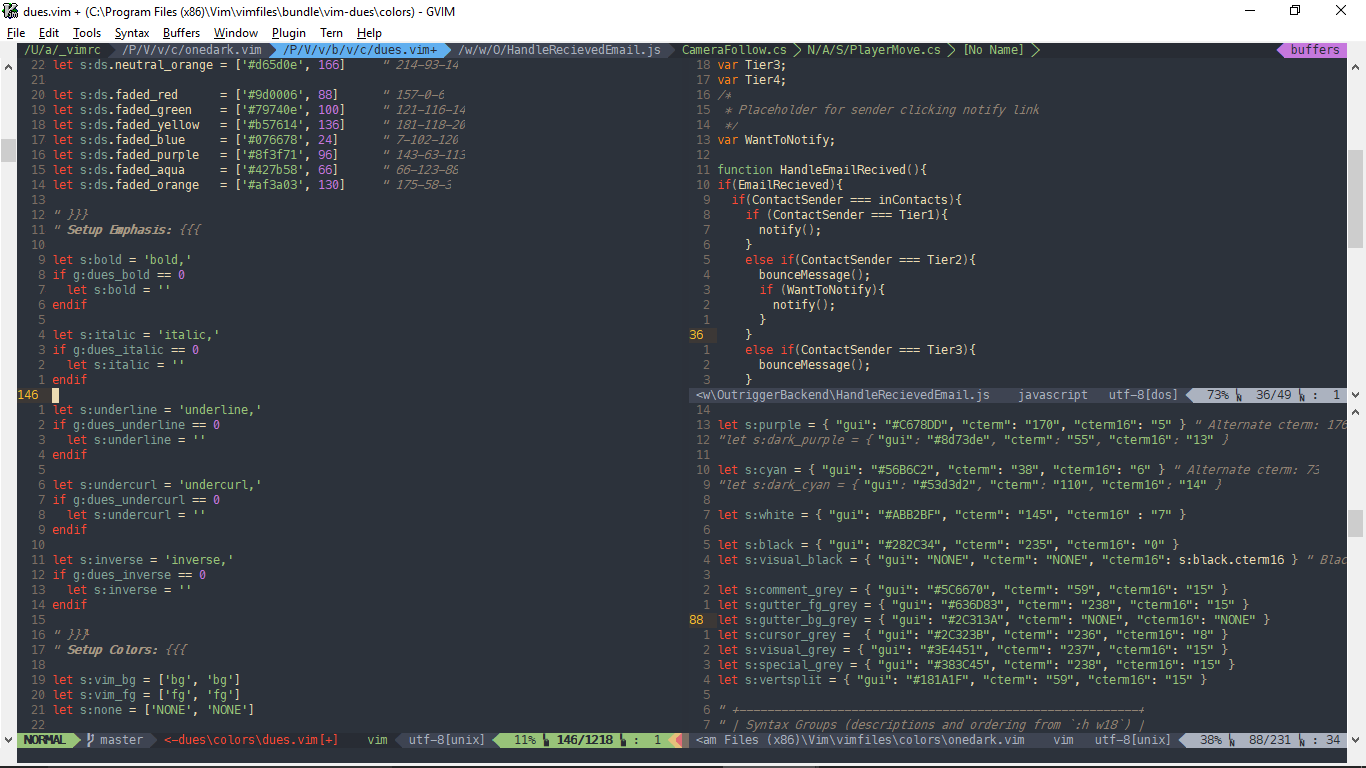 dues.vim + (C:\Program Files (x86)\Vim\vimfiles\bundle\vim-dues\colors) - GVIM
File Edit Tools Syntax Buffers Window Plugin Tern Help
/U/a/_vimrc /P/V/v/c/onedark.vim /P/V/v/b/v/c/dues.vim+ /w/w/O/HandleRecievedEmail.js CameraFollow.cs N/A/S/PlayerMove.cs [No Name] buffers
22 let s:ds.neutral_orange = ['#d65d0e', 166] " 214-93-14
21
20 let s:ds.faded_red = ['#9d0006', 88] " 157-0-6
19 let s:ds.faded_green = ['#79740e', 100] " 121-116-14
18 let s:ds.faded_yellow = ['#b57614', 136] " 181-118-20
17 let s:ds.faded_blue = ['#076678', 24] " 7-102-120
16 let s:ds.faded_purple = ['#8f3f71', 96] " 143-63-113
15 let s:ds.faded_aqua = ['#427b58', 66] " 66-123-88
14 let s:ds.faded_orange = ['#af3a03', 130] " 175-58-3
13
12 " }}}
11 " Setup Emphasis: {{{
10
9 let s:bold = 'bold,'
8 if g:dues_bold == 0
7 let s:bold = ''
6 endif
5
4 let s:italic = 'italic,'
3 if g:dues_italic == 0
2 let s:italic = ''
1 endif
146
1 let s:underline = 'underline,'
2 if g:dues_underline == 0
3 let s:underline = ''
4 endif
5
6 let s:undercurl = 'undercurl,'
7 if g:dues_undercurl == 0
8 let s:undercurl = ''
9 endif
10
11 let s:inverse = 'inverse,'
12 if g:dues_inverse == 0
13 let s:inverse = ''
14 endif
15
16 " }}}
17 " Setup Colors: {{{
18
19 let s:vim_bg = ['bg', 'bg']
20 let s:vim_fg = ['fg', 'fg']
21 let s:none = ['NONE', 'NONE']
22
NORMAL master <-dues\colors\dues.vim[+] vim utf-8[unix] 11% 146/1218 : 1
18 var Tier3;
17 var Tier4;
16 /*
15 * Placeholder for sender clicking notify link
14 */
13 var WantToNotify;
12
11 function HandleEmailRecived(){
10 if(EmailRecieved){
9 if(ContactSender === inContacts){
8 if (ContactSender === Tier1){
7 notify();
6 }
5 else if(ContactSender === Tier2){
4 bounceMessage();
3 if (WantToNotify){
2 notify();
1 }
36 }
1 else if(ContactSender === Tier3){
2 bounceMessage();
3 }
<w\OutriggerBackend\HandleRecievedEmail.js javascript utf-8[dos] 73% 36/49 : 1
14
13 let s:purple = { "gui": "#C678DD", "cterm": "170", "cterm16": "5" } " Alternate cterm: 176
12 "let s:dark_purple = { "gui": "#8d73de, "cterm": "55", "cterm16": "13" }
11
10 let s:cyan = { "gui": "#56B6C2", "cterm": "38", "cterm16": "6" } " Alternate cterm: 73
9 "let s:dark_cyan = { "gui": "#53d3d2", "cterm": "110", "cterm16": "14" }
8
7 let s:white = { "gui": "#ABB2BF", "cterm": "145", "cterm16" : "7" }
6
5 let s:black = { "gui": "#282C34", "cterm": "235", "cterm16": "0" }
4 let s:visual_black = { "gui": "NONE", "cterm": "NONE", "cterm16": s:black.cterm16 } " Blac
3
2 let s:comment_grey = { "gui": "#5C6670", "cterm": "59", "cterm16": "15" }
1 let s:gutter_fg_grey = { "gui": "#636D83", "cterm": "238", "cterm16": "15" }
88 let s:gutter_bg_grey = { "gui": "#2C313A", "cterm": "NONE", "cterm16": "NONE" }
1 let s:cursor_grey = { "gui": "#2C323B", "cterm": "236", "cterm16": "8" }
2 let s:visual_grey = { "gui": "#3E4451", "cterm": "237", "cterm16": "15" }
3 let s:special_grey = { "gui": "#383C45", "cterm": "238", "cterm16": "15" }
4 let s:vertsplit = { "gui": "#181A1F", "cterm": "59", "cterm16": "15" }
5
6 " +---------------------------------------------------------+
7 " | Syntax Groups (descriptions and ordering from `:h w18`) |
<am Files (x86)\Vim\vimfiles\colors\onedark.vim vim utf-8[unix] 38% 88/231 : 34